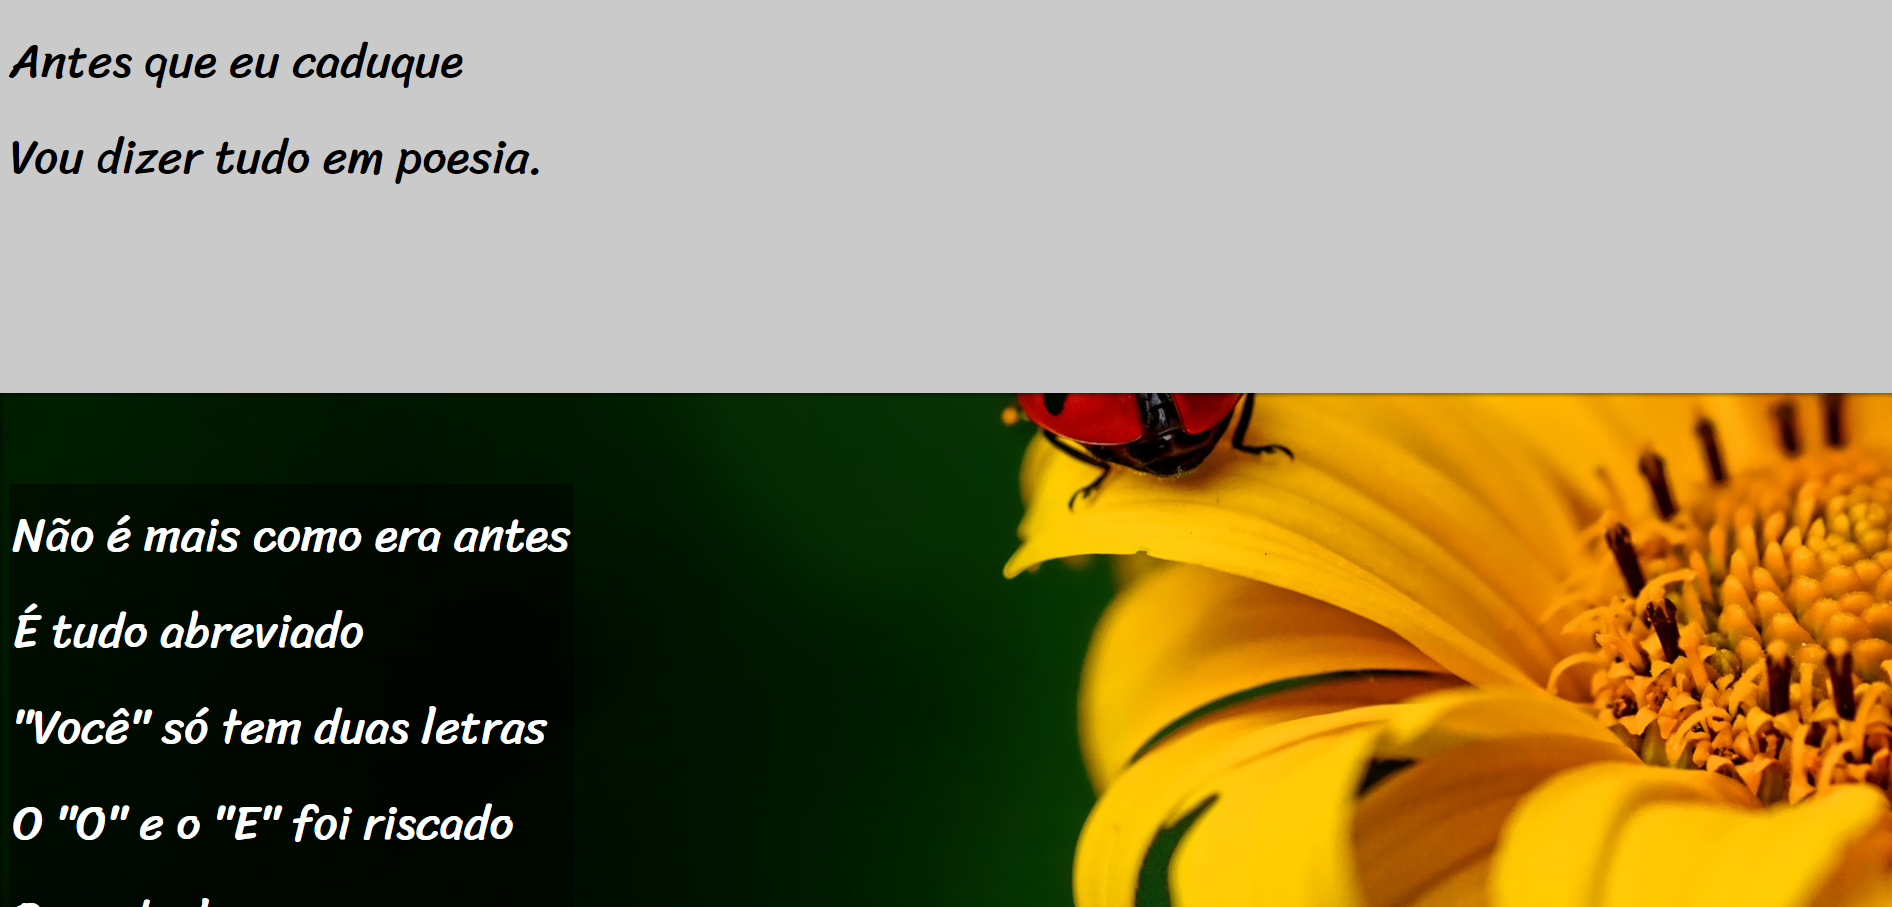 Antes que eu caduque
Vou dizer tudo em poesia.
Não é mais como era antes
É tudo abreviado
"Você" só tem duas letras
O "O" e o "E" foi riscado